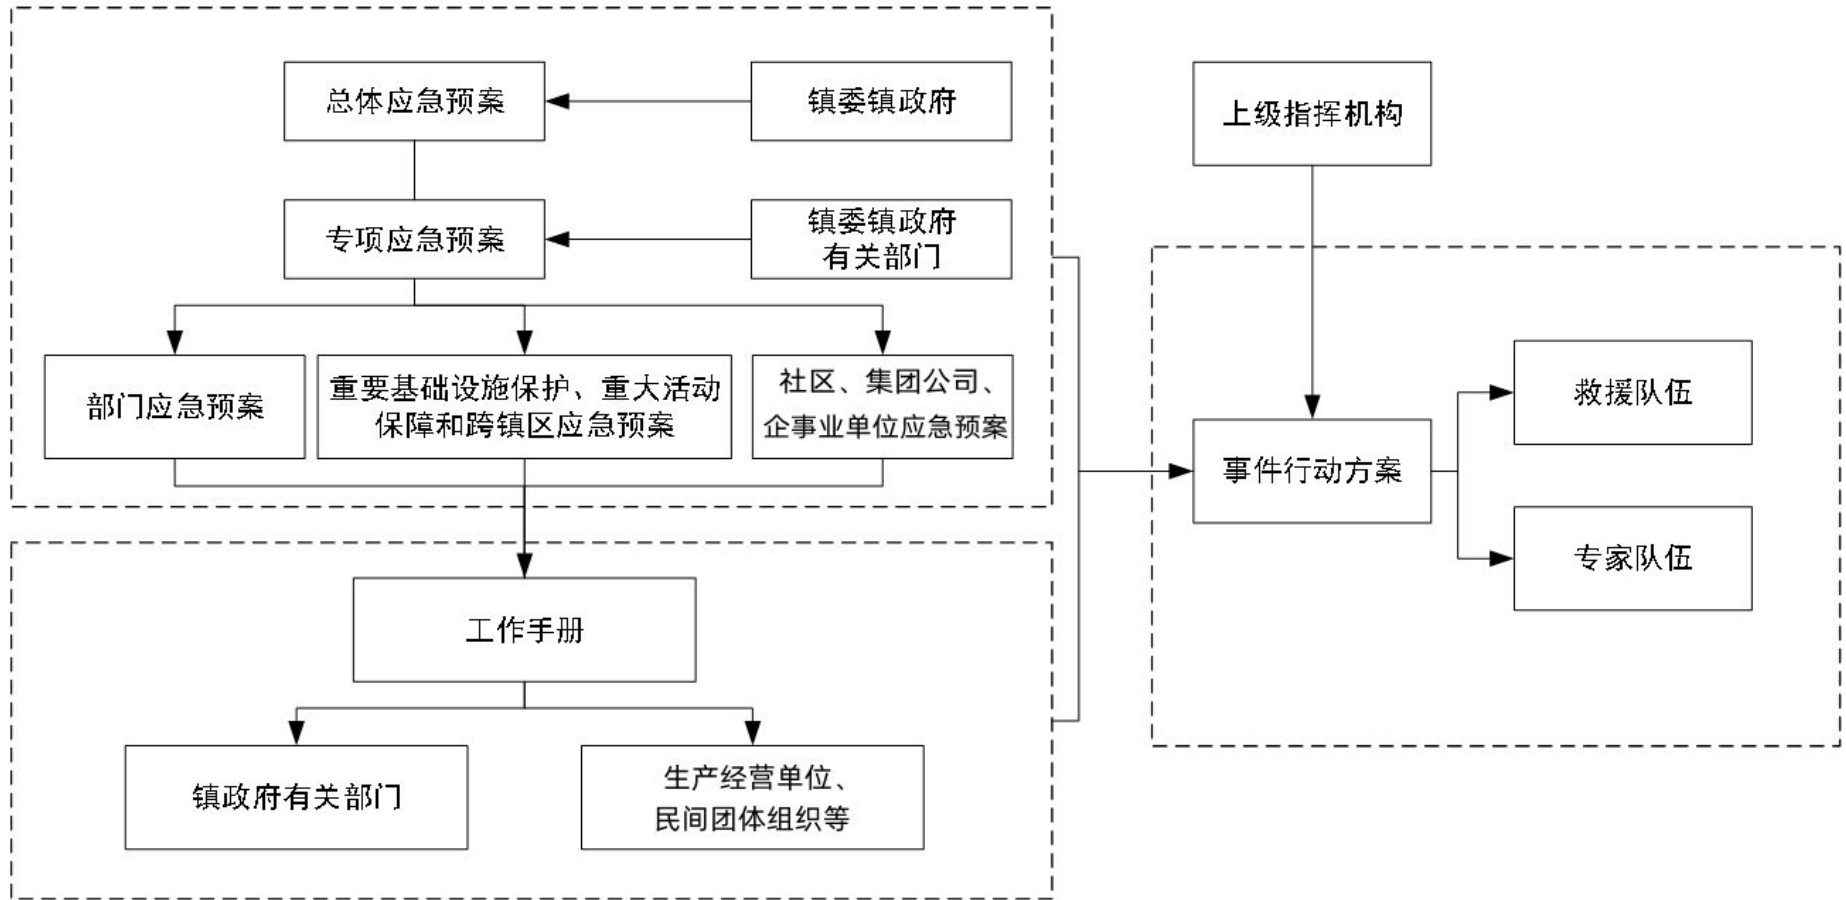 总体应急预案
镇委镇政府
上级指挥机构
专项应急预案
镇委镇政府
有关部门
部门应急预案
重要基础设施保护、重大活动
保障和跨镇区应急预案
社区、集团公司、
企事业单位应急预案
救援队伍
事件行动方案
专家队伍
工作手册
镇政府有关部门
生产经营单位、
民间团体组织等